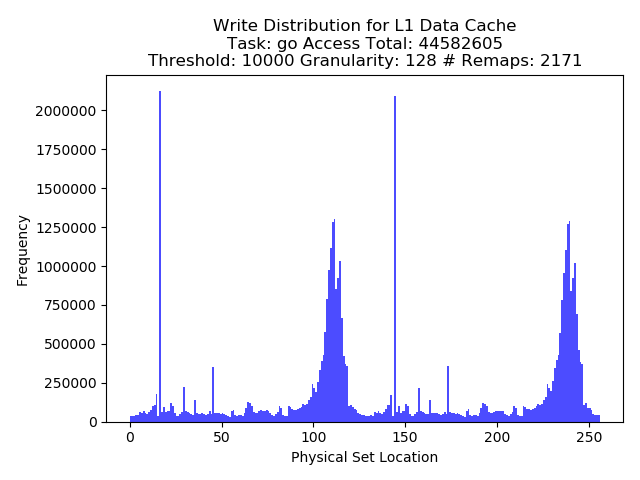 Write Distribution for L1 Data Cache
Task: go Access Total: 44582605
Threshold: 10000 Granularity: 128 # Remaps: 2171
2000000
1750000
1500000
1250000
1000000
750000
500000
250000
0
Frequency
0 50 100 150 200 250
Physical Set Location